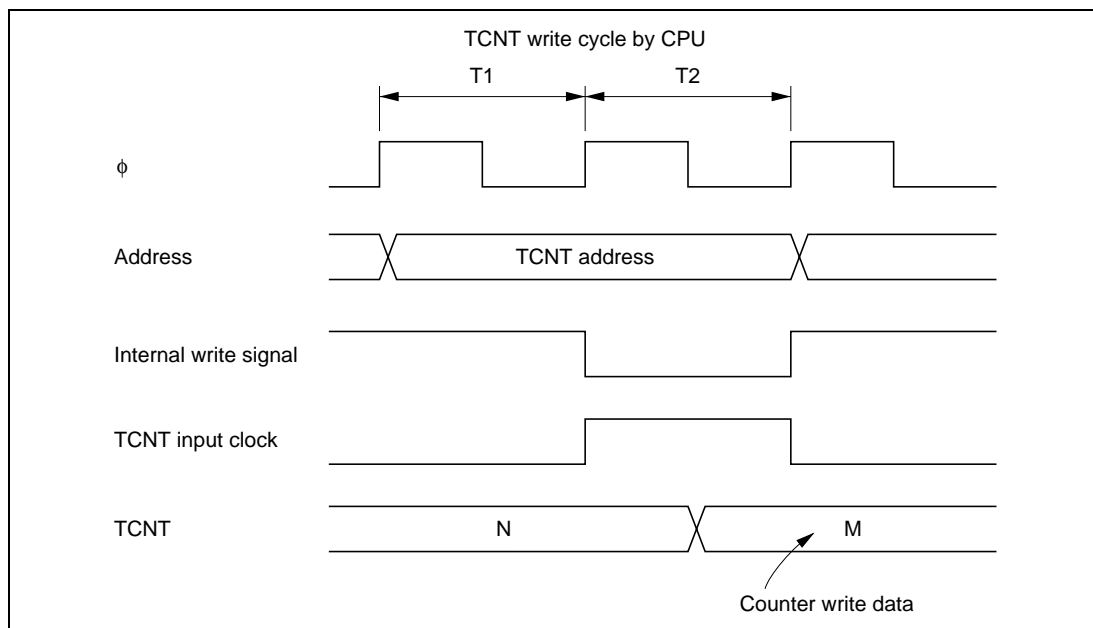 TCNT write cycle by CPU
T1 T2
ϕ
Address TCNT address
Internal write signal
TCNT input clock
TCNT N M
Counter write data